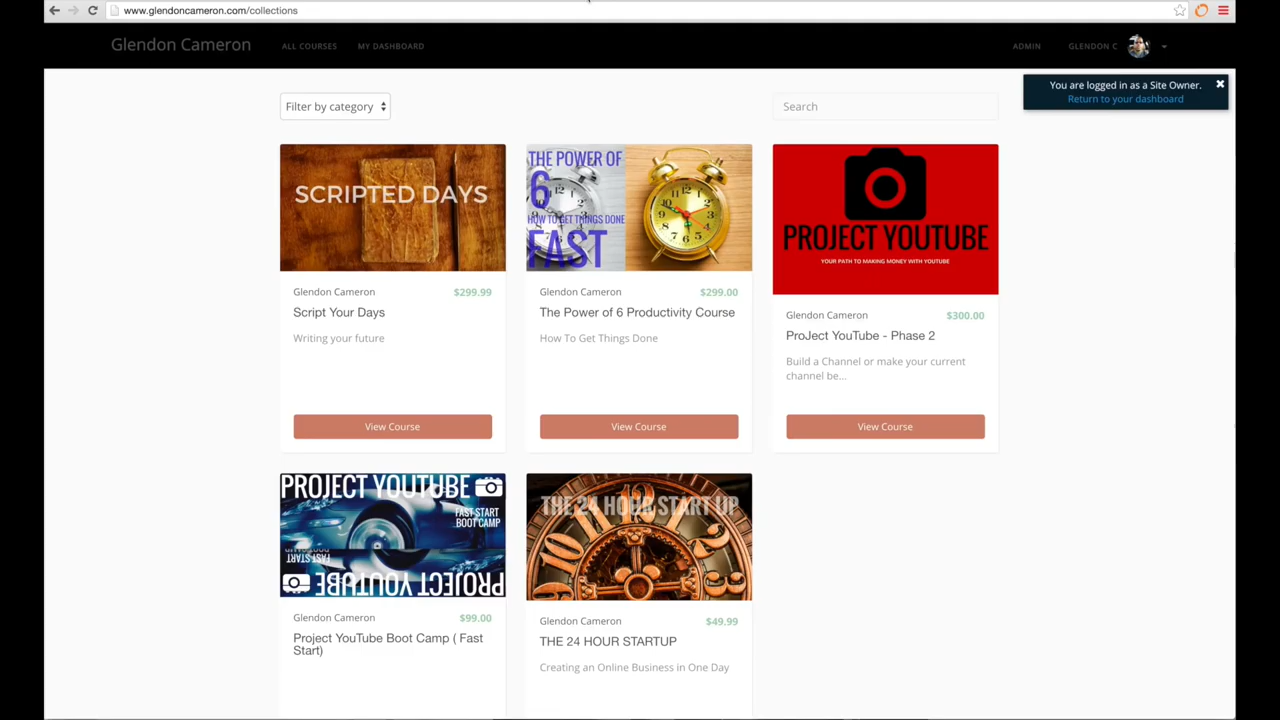 www.glendoncameron.com/collections
Glendon Cameron
ALL COURSES
MY DASHBOARD
ADMIN
GLENDON C
You are logged in as a Site Owner.
Return to your dashboard
Filter by category
Search
SCRIPTED DAYS
Glendon Cameron
$299.99
Script Your Days
Writing your future
View Course
THE POWER OF
6
HOW TO GET THINGS DONE
FAST
Glendon Cameron
$299.00
The Power of 6 Productivity Course
How To Get Things Done
View Course
PROJECT YOUTUBE
YOUR PATH TO MAKING MONEY WITH YOUTUBE
Glendon Cameron
$300.00
ProJect YouTube - Phase 2
Build a Channel or make your current
channel be...
View Course
PROJECT YOUTUBE
FAST START
BOOT CAMP
FAST START
BOOT CAMP
PROJECT YOUTUBE
Glendon Cameron
$99.00
Project YouTube Boot Camp ( Fast
Start)
THE 24 HOUR START UP
Glendon Cameron
$49.99
THE 24 HOUR STARTUP
Creating an Online Business in One Day